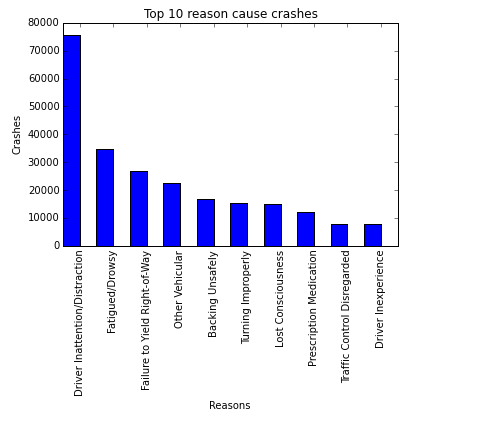 Top 10 reason cause crashes
80000
70000
60000
50000
40000
30000
20000
10000
0
Crashes
Driver Inattention/Distraction
Fatigued/Drowsy
Failure to Yield Right-of-Way
Other Vehicular
Backing Unsafely
Turning Improperly
Lost Consciousness
Prescription Medication
Traffic Control Disregarded
Driver Inexperience
Reasons